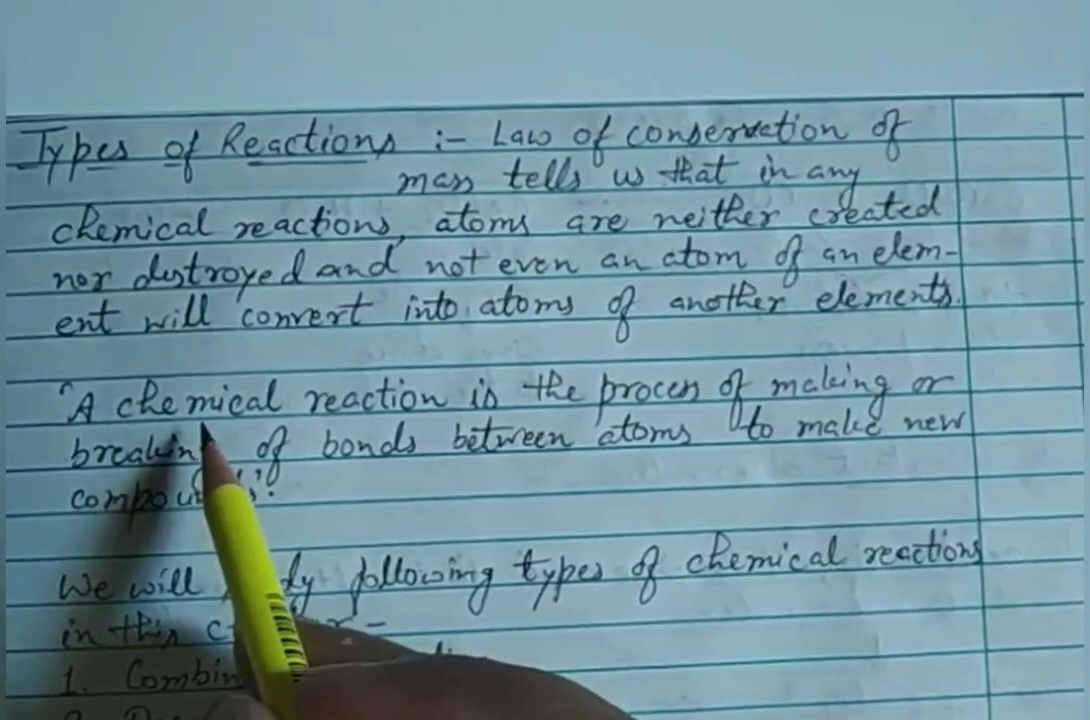 Types of Reactions :- Law of conservation of
mass tells us that in any
chemical reactions, atoms are neither created
nor destroyed and not even an atom of an elem-
ent will convert into atoms of another elements.
"A chemical reaction is the process of making or
breaking of bonds between atoms to make new
We will following types of chemical reactions
in this
1.